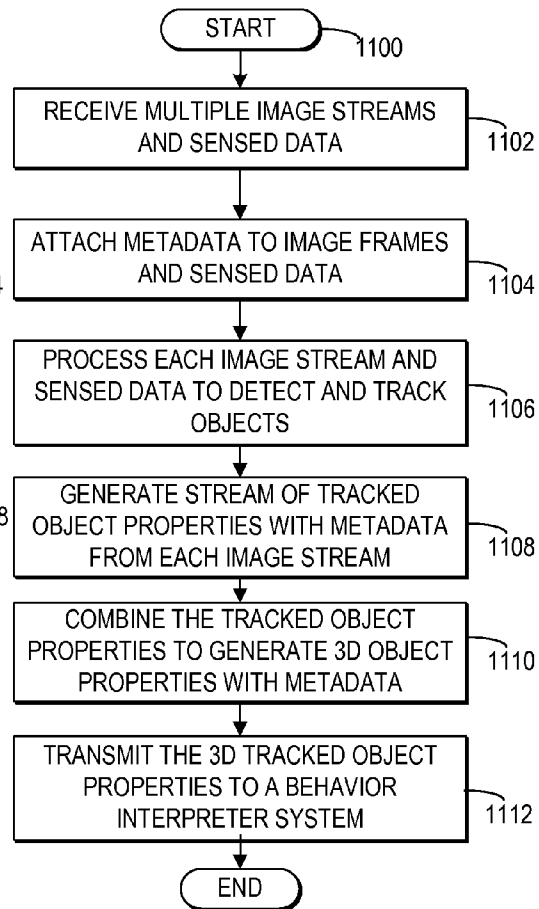 START
1100
RECEIVE MULTIPLE IMAGE STREAMS
AND SENSED DATA
1102
ATTACH METADATA TO IMAGE FRAMES
AND SENSED DATA
4
1104
PROCESS EACH IMAGE STREAM AND
SENSED DATA TO DETECT AND TRACK
OBJECTS
1106
GENERATE STREAM OF TRACKED
OBJECT PROPERTIES WITH METADATA
FROM EACH IMAGE STREAM
8
1108
COMBINE THE TRACKED OBJECT
PROPERTIES TO GENERATE 3D OBJECT
PROPERTIES WITH METADATA
1110
TRANSMIT THE 3D TRACKED OBJECT
PROPERTIES TO A BEHAVIOR
INTERPRETER SYSTEM
1112
END